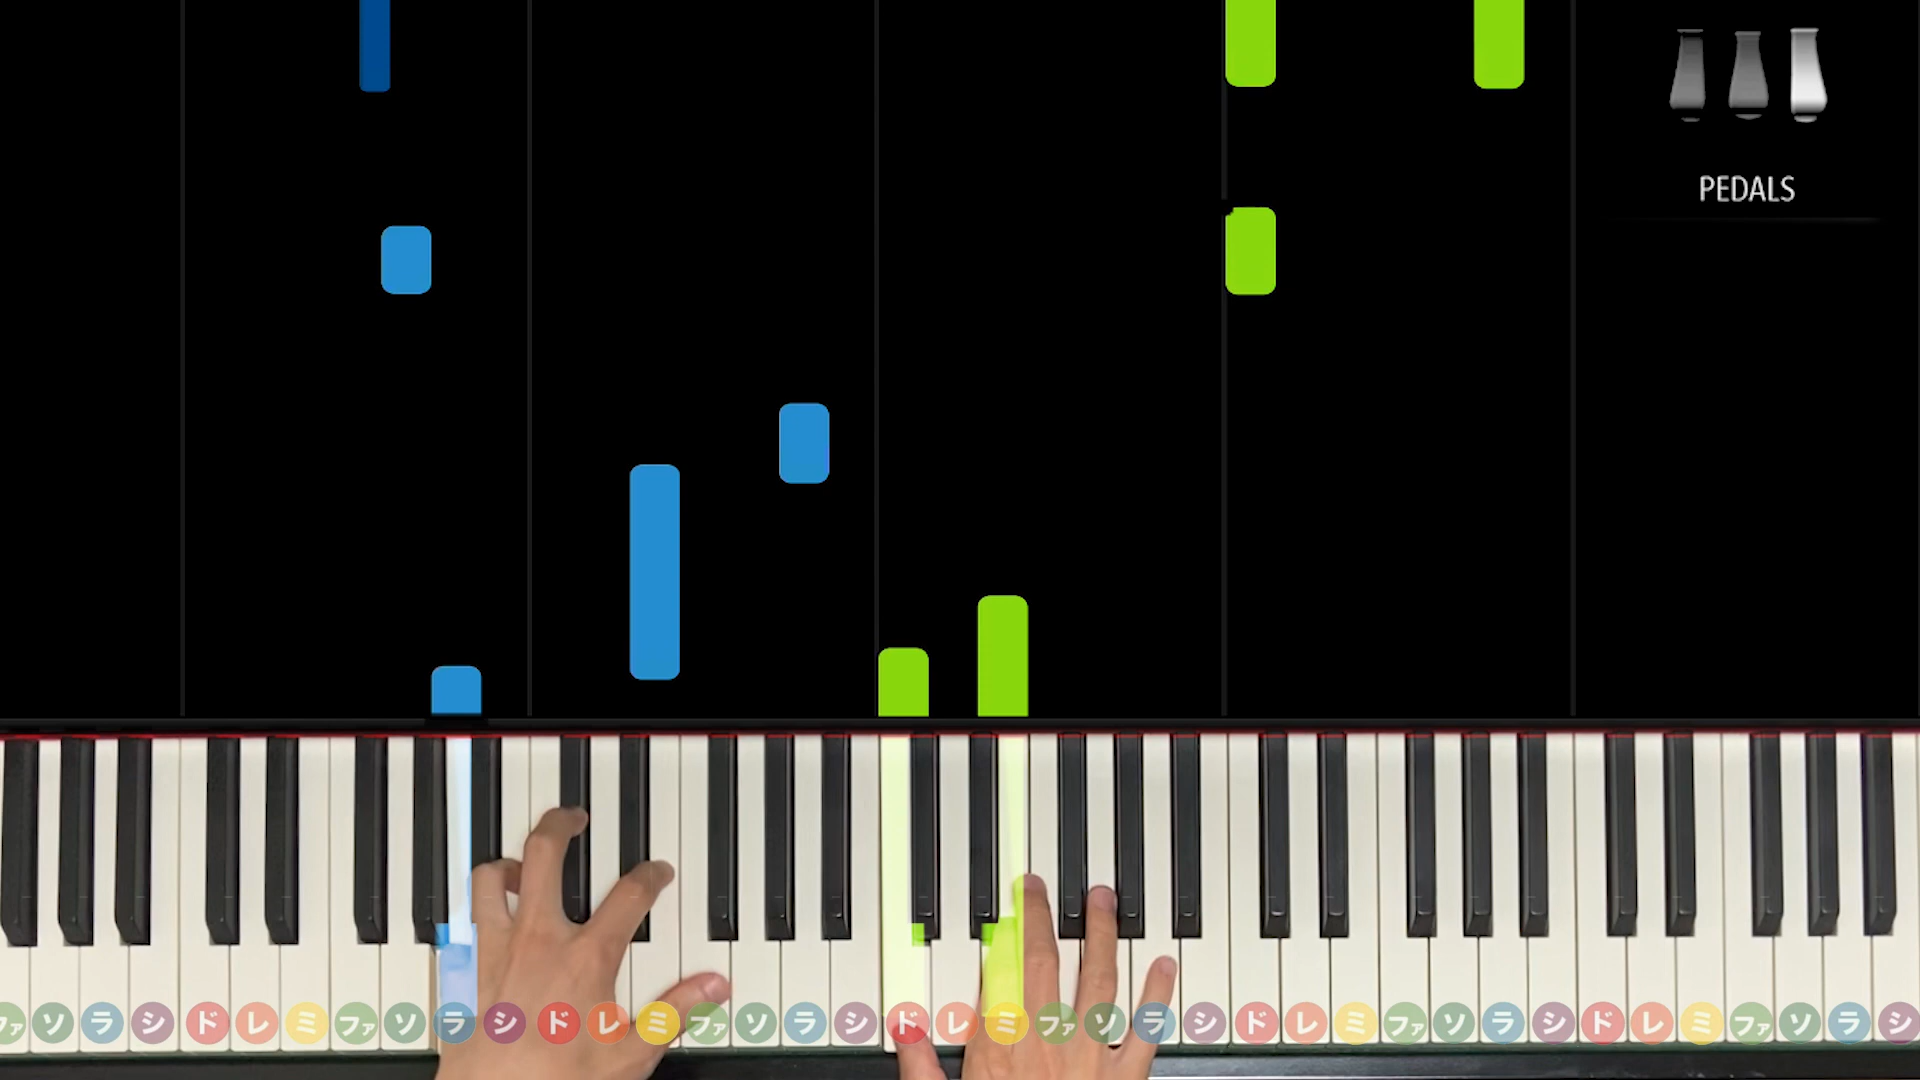 PEDALS
ファ ソ ラ シ ド レ ミ ファ ソ ラ シ ド レ ミ ファ ソ ラ シ ド レ ミ ファ ソ ラ シ ド レ ミ ファ ソ ラ シ ド レ ミ ファ ソ ラ シ